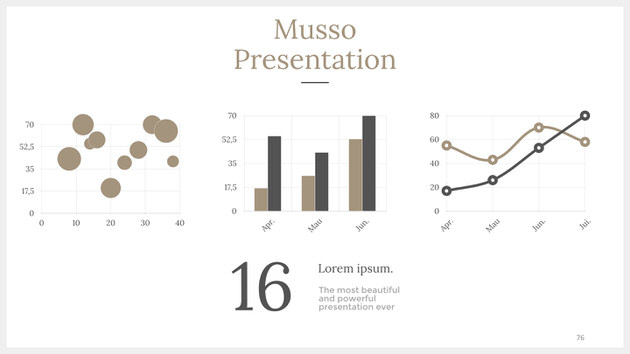 Musso
Presentation
70
52,5
35
17,5
0
0 10 20 30 40
70
52,5
35
17,5
0
Apr. Mau Jun.
80
60
40
20
0
Apr. Mau Jun. Jui.
16
Lorem ipsum.
The most beautiful
and powerful
presentation ever
76